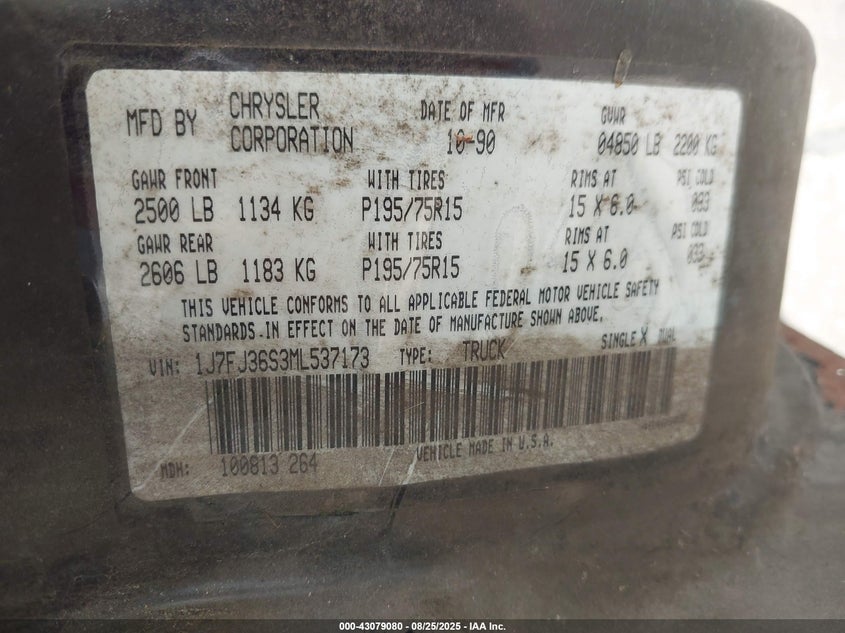 MFD BY CHRYSLER CORPORATION DATE OF MFR 10-90 GVWR 04850 LB 2200 KG
GAWR FRONT WITH TIRES RIMS AT PSI COLD
2500 LB 1134 KG P195/75R15 15 X 6.0 033
GAWR REAR WITH TIRES RIMS AT PSI COLD
2606 LB 1183 KG P195/75R15 15 X 6.0 033
THIS VEHICLE CONFORMS TO ALL APPLICABLE FEDERAL MOTOR VEHICLE SAFETY
STANDARDS IN EFFECT ON THE DATE OF MANUFACTURE SHOWN ABOVE.
SINGLE X DUAL
VIN: 1J7FJ36S3ML537173 TYPE: TRUCK
VEHICLE MADE IN U.S.A.
MDH: 100813 264
000-43079080 - 08/25/2025 - IAA Inc.